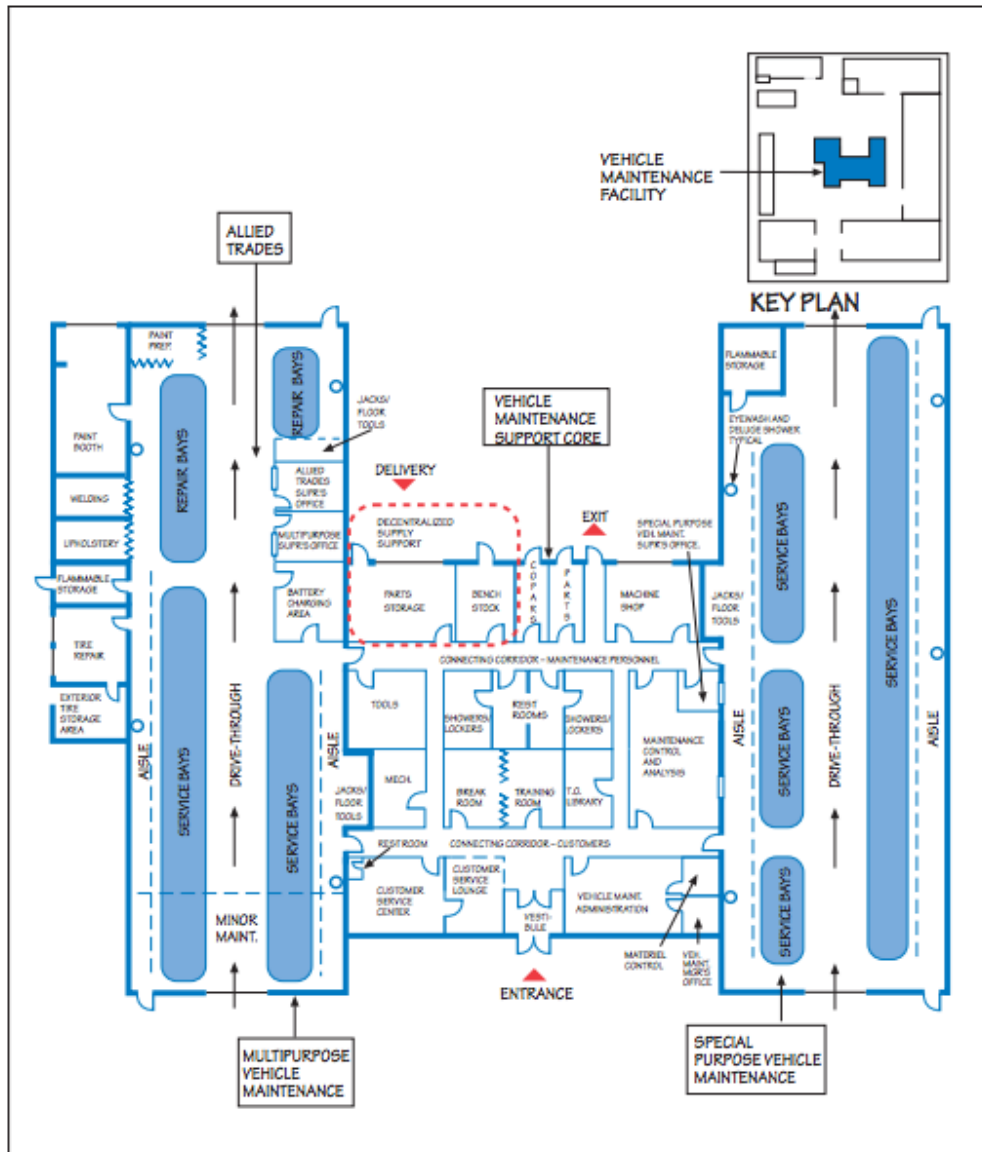 VEHICLE
MAINTENANCE
FACILITY
KEY PLAN
ALLIED
TRADES
PAINT
PREP.
REPAIR BAYS
REPAIR BAYS
JACKS/
FLOOR
TOOLS
PAINT
BOOTH
WELDING
UPHOLSTERY
FLAMMABLE
STORAGE
TIRE
REPAIR
EXTERIOR
TIRE
STORAGE
AREA
ALLIED
TRADES
SUPR'S
OFFICE
MULTIPURPOSE
SUPR'S OFFICE
BATTERY
CHARGING
AREA
DELIVERY
DECENTRALIZED
SUPPLY
SUPPORT
PARTS
STORAGE
BENCH
STOCK
VEHICLE
MAINTENANCE
SUPPORT CORE
EXIT
COPARS
PARTS
MACHINE
SHOP
SPECIAL PURPOSE
VEH. MAINT.
SUPR'S OFFICE.
FLAMMABLE
STORAGE
EYEWASH AND
DELUGE SHOWER
TYPICAL
JACKS/
FLOOR
TOOLS
SERVICE BAYS
SERVICE BAYS
SERVICE BAYS
SERVICE BAYS
AISLE
DRIVE-THROUGH
AISLE
CONNECTING CORRIDOR – MAINTENANCE PERSONNEL
TOOLS
SHOWERS/
LOCKERS
REST
ROOMS
SHOWERS/
LOCKERS
MAINTENANCE
CONTROL
AND
ANALYSIS
MECH.
BREAK
ROOM
TRAINING
ROOM
T.O.
LIBRARY
AISLE
SERVICE BAYS
DRIVE-THROUGH
SERVICE BAYS
AISLE
JACKS/
FLOOR
TOOLS
RESTROOM
CONNECTING CORRIDOR – CUSTOMERS
CUSTOMER
SERVICE
CENTER
CUSTOMER
SERVICE
LOUNGE
VESTI-
BULE
VEHICLE MAINT.
ADMINISTRATION
MATERIEL
CONTROL
VEH.
MAINT.
MGR'S
OFFICE
MINOR
MAINT.
ENTRANCE
MULTIPURPOSE
VEHICLE
MAINTENANCE
SPECIAL
PURPOSE VEHICLE
MAINTENANCE